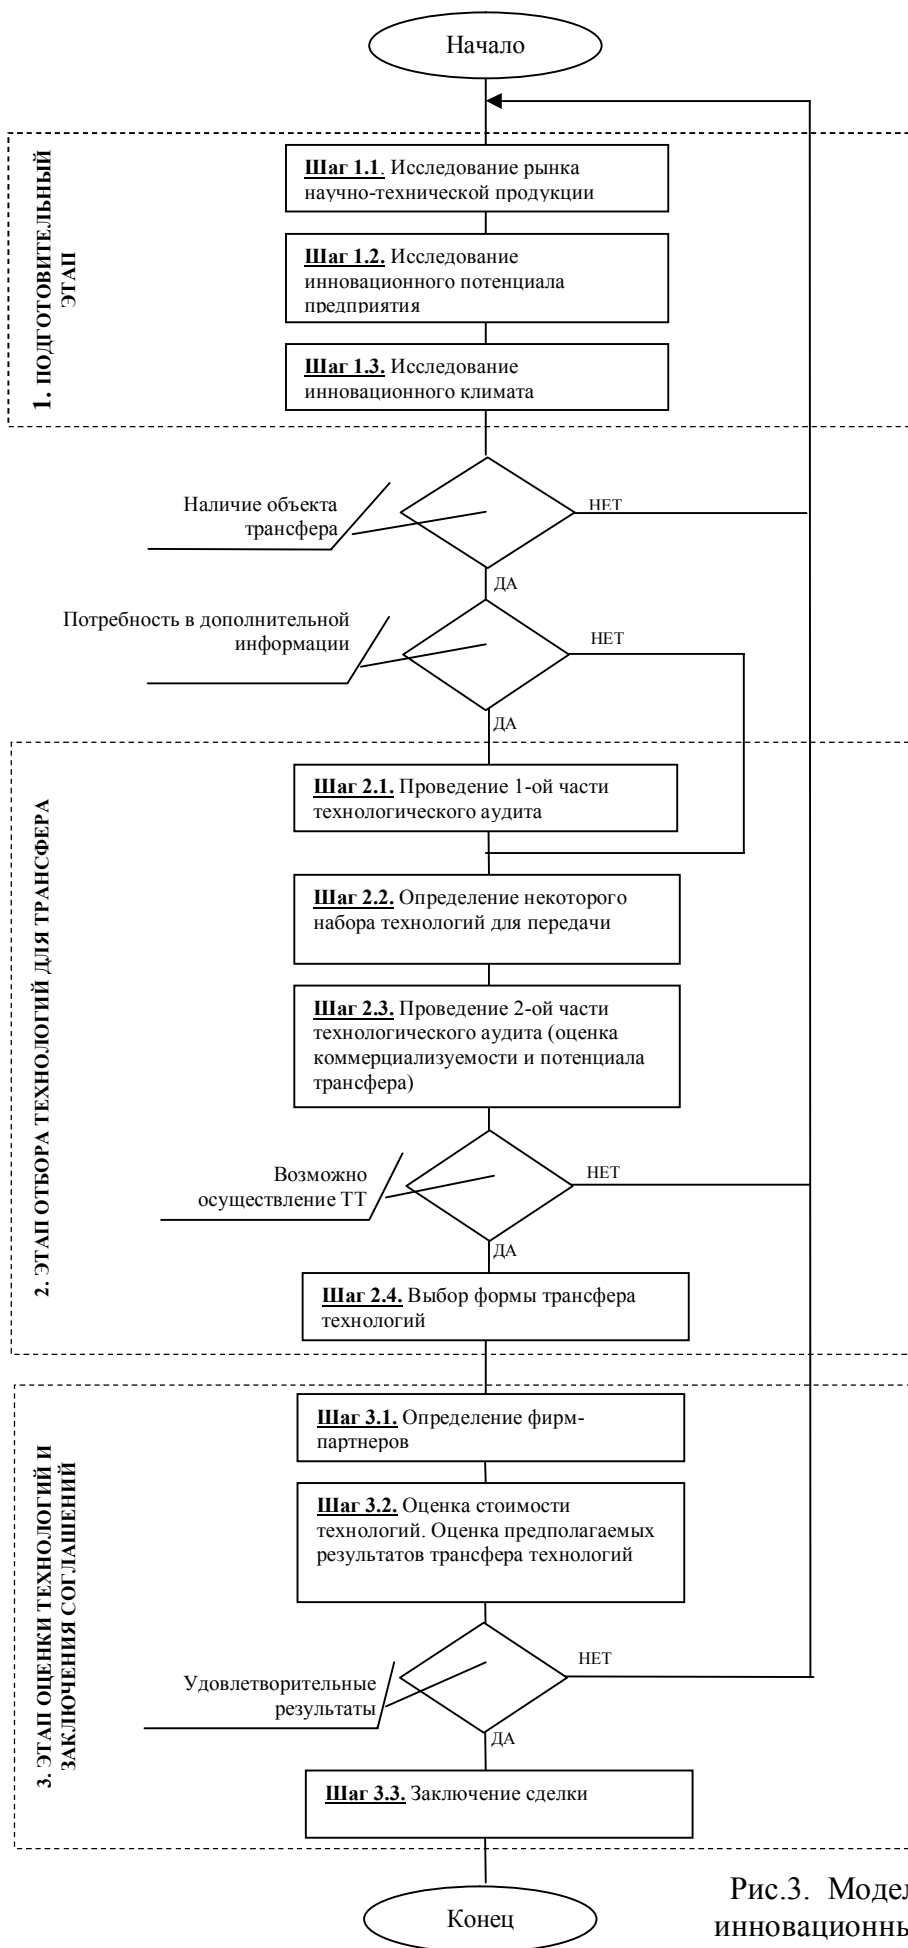 Начало
1. ПОДГОТОВИТЕЛЬНЫЙ
ЭТАП
Шаг 1.1. Исследование рынка
научно-технической продукции
Шаг 1.2. Исследование
инновационного потенциала
предприятия
Шаг 1.3. Исследование
инновационного климата
Наличие объекта
трансфера
НЕТ
ДА
Потребность в дополнительной
информации
НЕТ
ДА
2. ЭТАП ОТБОРА ТЕХНОЛОГИЙ ДЛЯ ТРАНСФЕРА
Шаг 2.1. Проведение 1-ой части
технологического аудита
Шаг 2.2. Определение некоторого
набора технологий для передачи
Шаг 2.3. Проведение 2-ой части
технологического аудита (оценка
коммерциализуемости и потенциала
трансфера)
Возможно
осуществление ТТ
НЕТ
ДА
Шаг 2.4. Выбор формы трансфера
технологий
3. ЭТАП ОЦЕНКИ ТЕХНОЛОГИЙ И
ЗАКЛЮЧЕНИЯ СОГЛАШЕНИЙ
Шаг 3.1. Определение фирм-
партнеров
Шаг 3.2. Оценка стоимости
технологий. Оценка предполагаемых
результатов трансфера технологий
Удовлетворительные
результаты
НЕТ
ДА
Шаг 3.3. Заключение сделки
Конец
Рис.3. Модел
инновационны